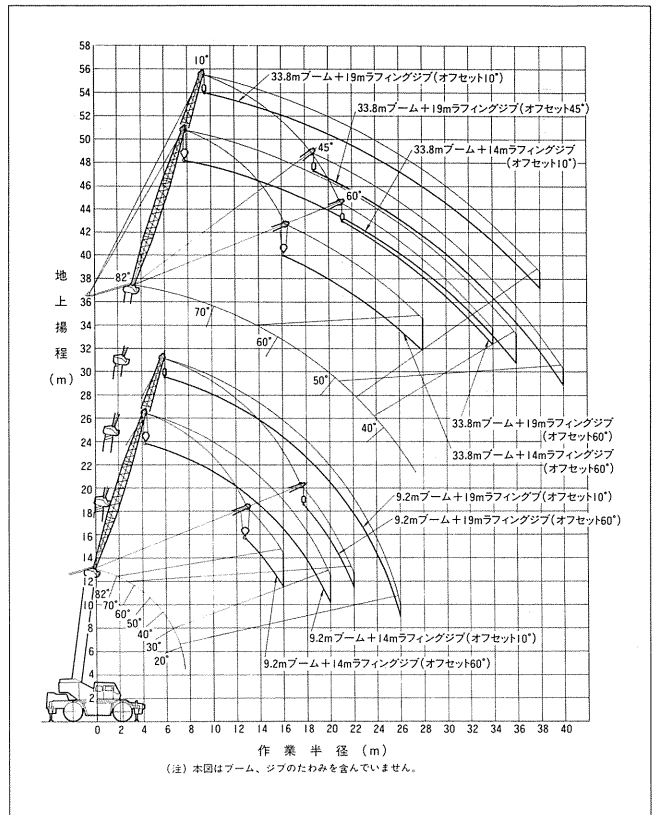 58
56
54
52
50
48
46
44
42
40
38
36
34
32
30
28
26
24
22
20
18
16
14
12
10
8
6
4
2
地上揚程(m)
10°
33.8mブーム+19mラフィングジブ(オフセット10°)
33.8mブーム+19mラフィングジブ(オフセット45°)
33.8mブーム+14mラフィングジブ
(オフセット10°)
45°
60°
82°
70°
60°
50°
40°
33.8mブーム+19mラフィングジブ
(オフセット60°)
33.8mブーム+14mラフィングジブ
(オフセット60°)
9.2mブーム+19mラフィングジブ(オフセット10°)
9.2mブーム+19mラフィングジブ(オフセット60°)
82°
70°
60°
50°
40°
30°
20°
9.2mブーム+14mラフィングジブ(オフセット10°)
9.2mブーム+14mラフィングジブ(オフセット60°)
0 2 4 6 8 10 12 14 16 18 20 22 24 26 28 30 32 34 36 38 40
作業半径(m)
(注)本図はブーム、ジブのたわみを含んでいません。